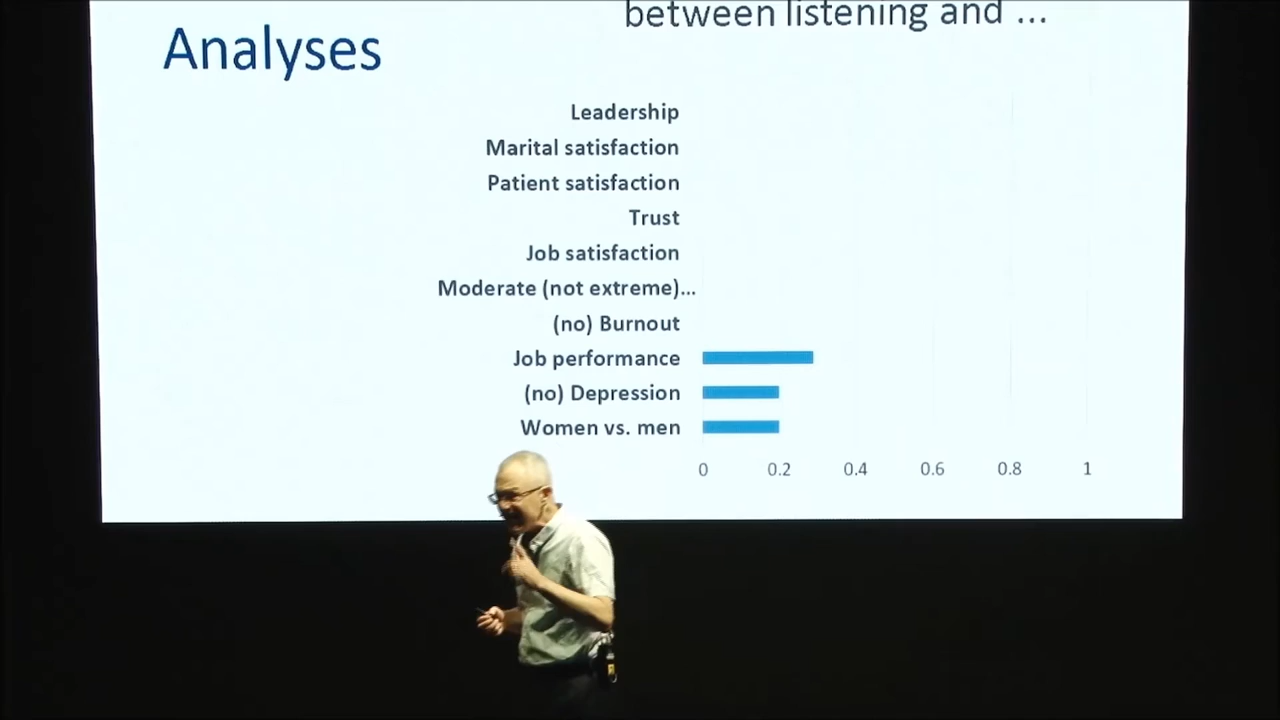 between listening and ...
Analyses
Leadership
Marital satisfaction
Patient satisfaction
Trust
Job satisfaction
Moderate (not extreme)...
(no) Burnout
Job performance
(no) Depression
Women vs. men
0 0.2 0.4 0.6 0.8 1